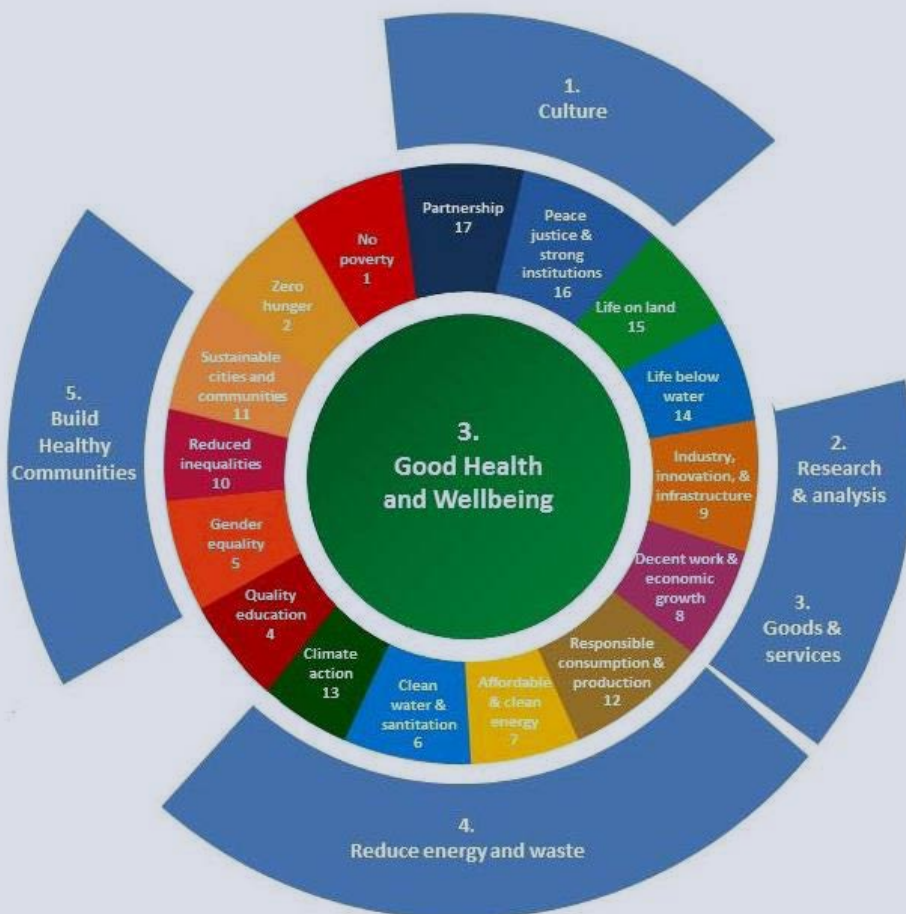 1.
Culture
Partnership
17
Peace
justice &
strong
institutions
16
Life on land
15
Life below
water
14
Industry,
innovation, &
infrastructure
9
Decent work &
economic
growth
8
Responsible
consumption &
production
12
Affordable
& clean
energy
7
Clean
water &
santitation
6
Climate
action
13
Quality
education
4
Gender
equality
5
Reduced
inequalities
10
Sustainable
cities and
communities
11
Zero
hunger
2
No
poverty
1
3.
Good Health
and Wellbeing
2.
Research
& analysis
3.
Goods &
services
4.
Reduce energy and waste
5.
Build
Healthy
Communities